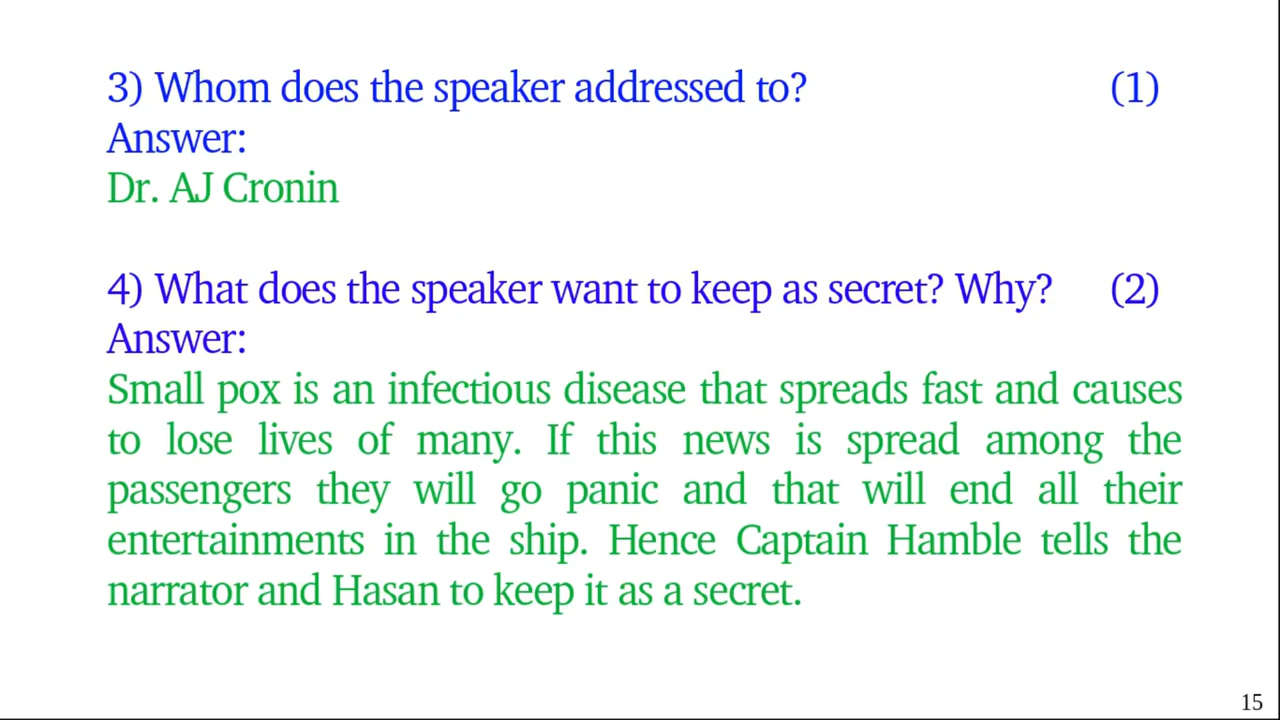 3) Whom does the speaker addressed to? (1)
Answer:
Dr. AJ Cronin
4) What does the speaker want to keep as secret? Why? (2)
Answer:
Small pox is an infectious disease that spreads fast and causes
to lose lives of many. If this news is spread among the
passengers they will go panic and that will end all their
entertainments in the ship. Hence Captain Hamble tells the
narrator and Hasan to keep it as a secret.
15